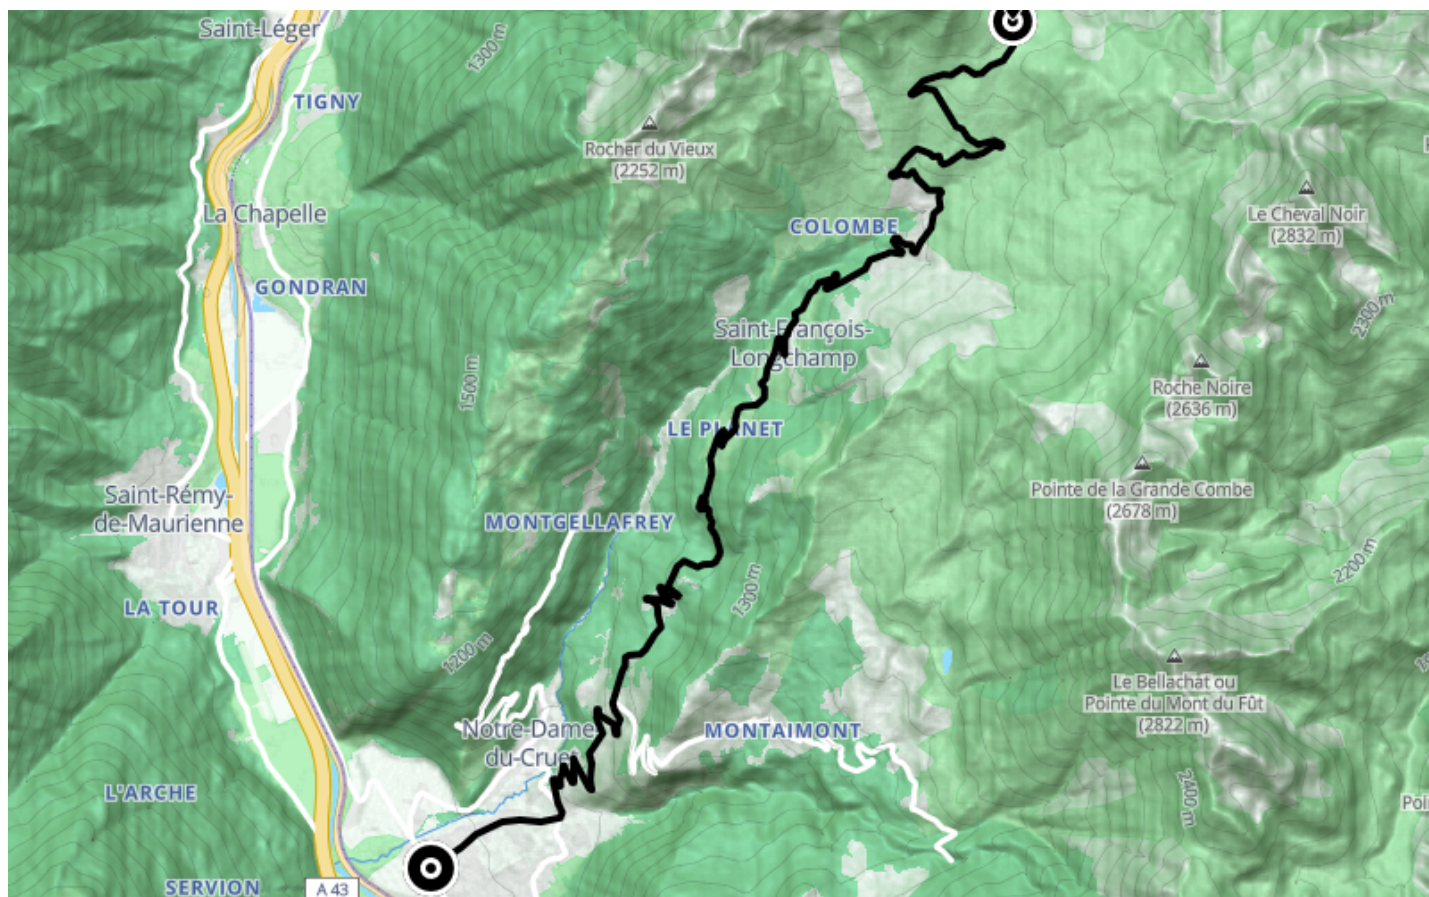 Saint-Léger
1300 m
TIGNY
Rocher du Vieux
(2252 m)
La Chapelle
COLOMBE
Le Cheval Noir
(2832 m)
GONDRAN
2300 m
Saint-François-
Longchamp
1500 m
Roche Noire
(2636 m)
LE PLANET
Saint-Rémy-
de-Maurienne
Pointe de la Grande Combe
(2678 m)
MONTGELLAFREY
2200 m
1300 m
LA TOUR
1200 m
Le Bellachat ou
Pointe du Mont du Fût
(2822 m)
Notre-Dame-
du-Cruet
MONTAIMONT
L'ARCHE
2400 m
Poi
SERVION
A 43